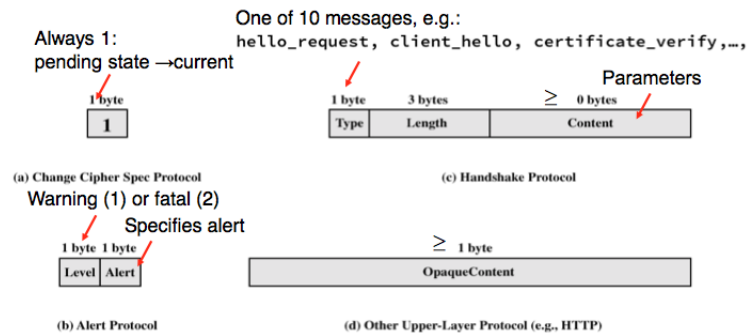 One of 10 messages, e.g.:
Always 1:
hello_request, client_hello, certificate_verify,…,
pending state →current
Parameters
1 byte
1 byte
3 bytes
≥ 0 bytes
1
Type
Length
Content
(a) Change Cipher Spec Protocol
(c) Handshake Protocol
Warning (1) or fatal (2)
Specifies alert
1 byte 1 byte
≥ 1 byte
Level
Alert
OpaqueContent
(b) Alert Protocol
(d) Other Upper-Layer Protocol (e.g., HTTP)